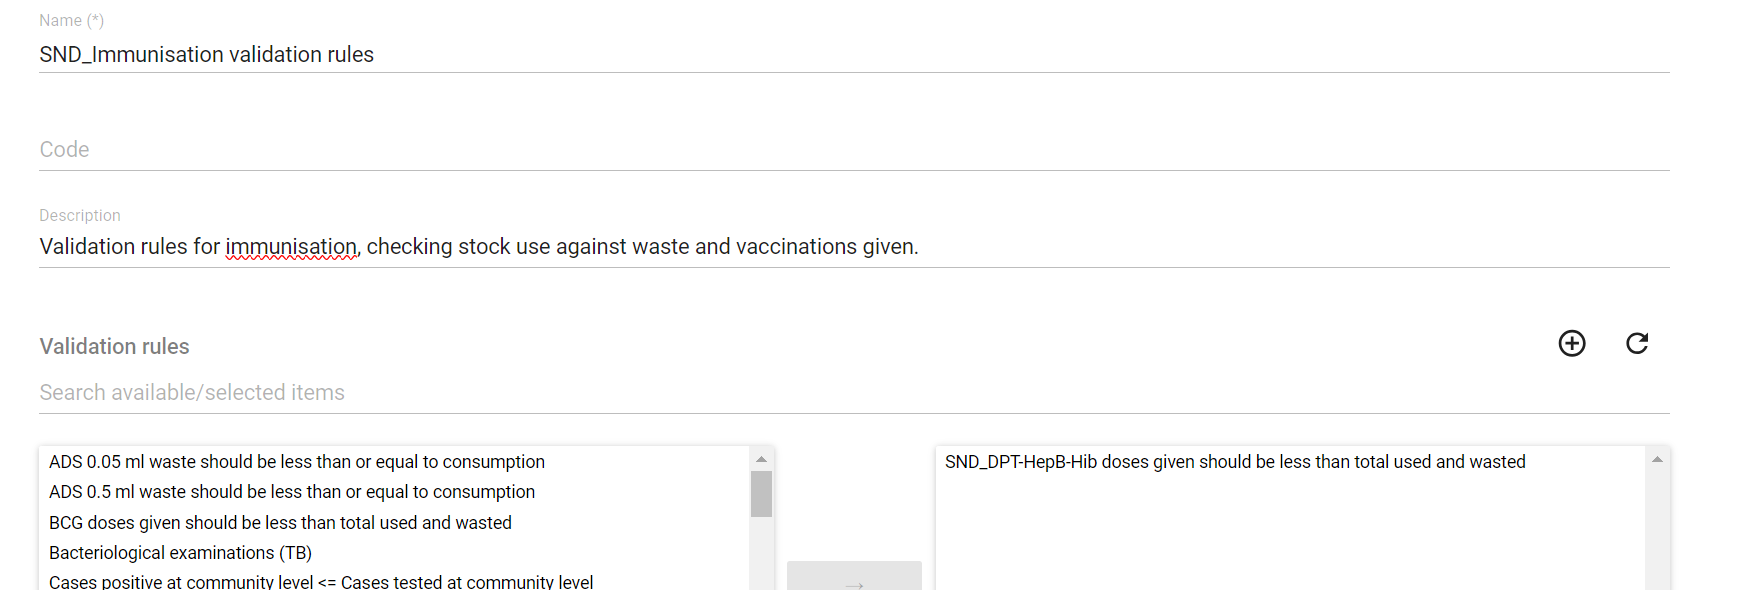 Name (*)
SND_Immunisation validation rules
Code
Description
Validation rules for immunisation, checking stock use against waste and vaccinations given.
Validation rules
Search available/selected items
ADS 0.05 ml waste should be less than or equal to consumption
ADS 0.5 ml waste should be less than or equal to consumption
BCG doses given should be less than total used and wasted
Bacteriological examinations (TB)
Cases positive at community level <= Cases tested at community level
→
SND_DPT-HepB-Hib doses given should be less than total used and wasted